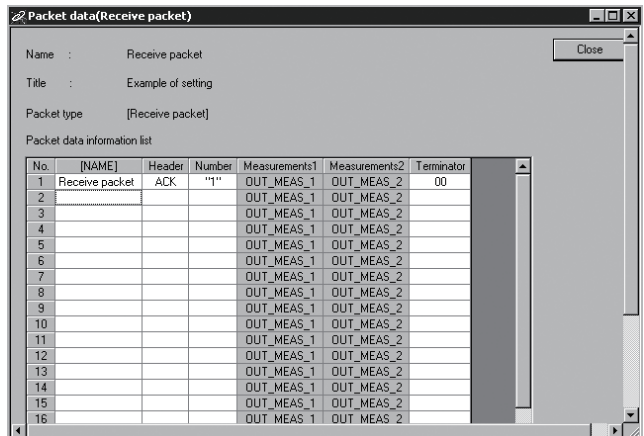 Packet data(Receive packet)
Close
Name : Receive packet
Title : Example of setting
Packet type [Receive packet]
Packet data information list
No. [NAME] Header Number Measurements1 Measurements2 Terminator
1 Receive packet ACK "1" OUT_MEAS_1 OUT_MEAS_2 00
2 OUT_MEAS_1 OUT_MEAS_2
3 OUT_MEAS_1 OUT_MEAS_2
4 OUT_MEAS_1 OUT_MEAS_2
5 OUT_MEAS_1 OUT_MEAS_2
6 OUT_MEAS_1 OUT_MEAS_2
7 OUT_MEAS_1 OUT_MEAS_2
8 OUT_MEAS_1 OUT_MEAS_2
9 OUT_MEAS_1 OUT_MEAS_2
10 OUT_MEAS_1 OUT_MEAS_2
11 OUT_MEAS_1 OUT_MEAS_2
12 OUT_MEAS_1 OUT_MEAS_2
13 OUT_MEAS_1 OUT_MEAS_2
14 OUT_MEAS_1 OUT_MEAS_2
15 OUT_MEAS_1 OUT_MEAS_2
16 OUT_MEAS_1 OUT_MEAS_2